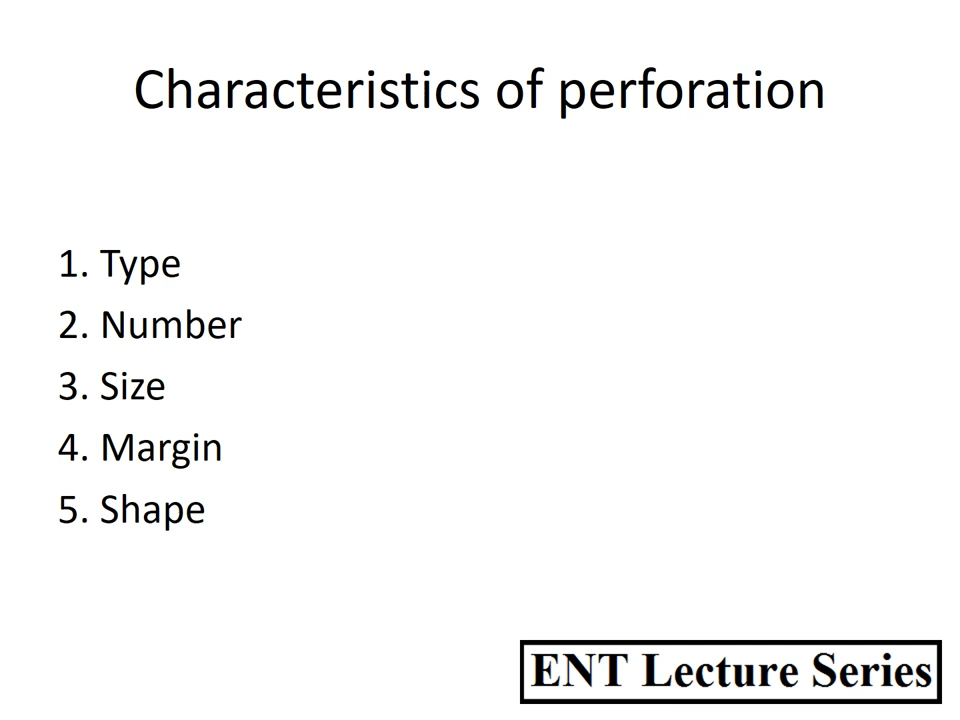 Characteristics of perforation
1. Type
2. Number
3. Size
4. Margin
5. Shape
ENT Lecture Series